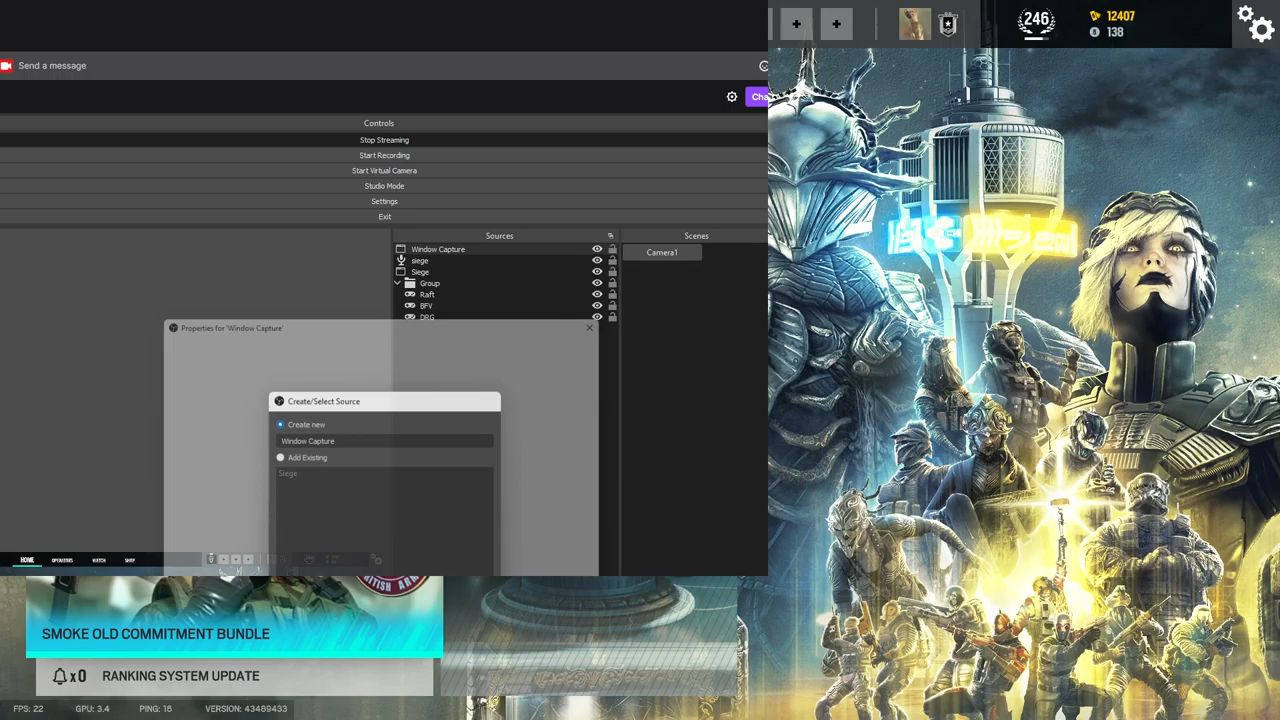 246
12407
138
Send a message
Cha
Controls
Stop Streaming
Start Recording
Start Virtual Camera
Studio Mode
Settings
Exit
Sources
Scenes
Window Capture
Camera1
siege
Siege
Group
Raft
BFV
DRG
Properties for 'Window Capture'
Create/Select Source
Create new
Window Capture
Add Existing
Siege
HOME OPERATORS WATCH SHOP
SMOKE OLD COMMITMENT BUNDLE
x0 RANKING SYSTEM UPDATE
FPS: 22 GPU: 3.4 PING: 16 VERSION: 43489433